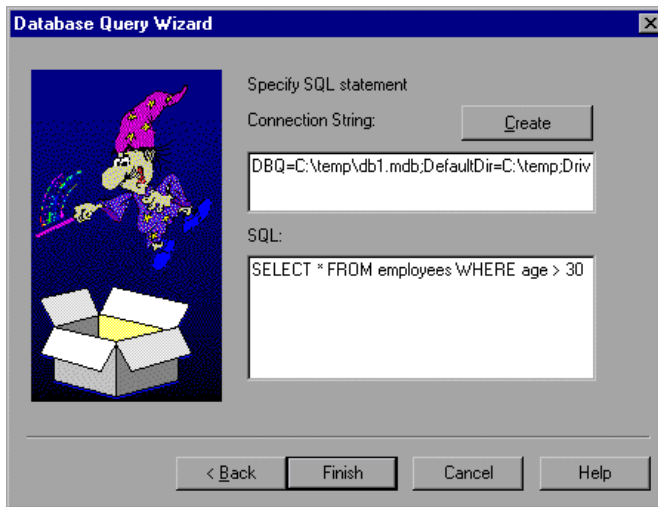 Database Query Wizard
Specify SQL statement
Connection String:
Create
DBQ=C:\temp\db1.mdb;DefaultDir=C:\temp;Driv
SQL:
SELECT * FROM employees WHERE age > 30
< Back
Finish
Cancel
Help